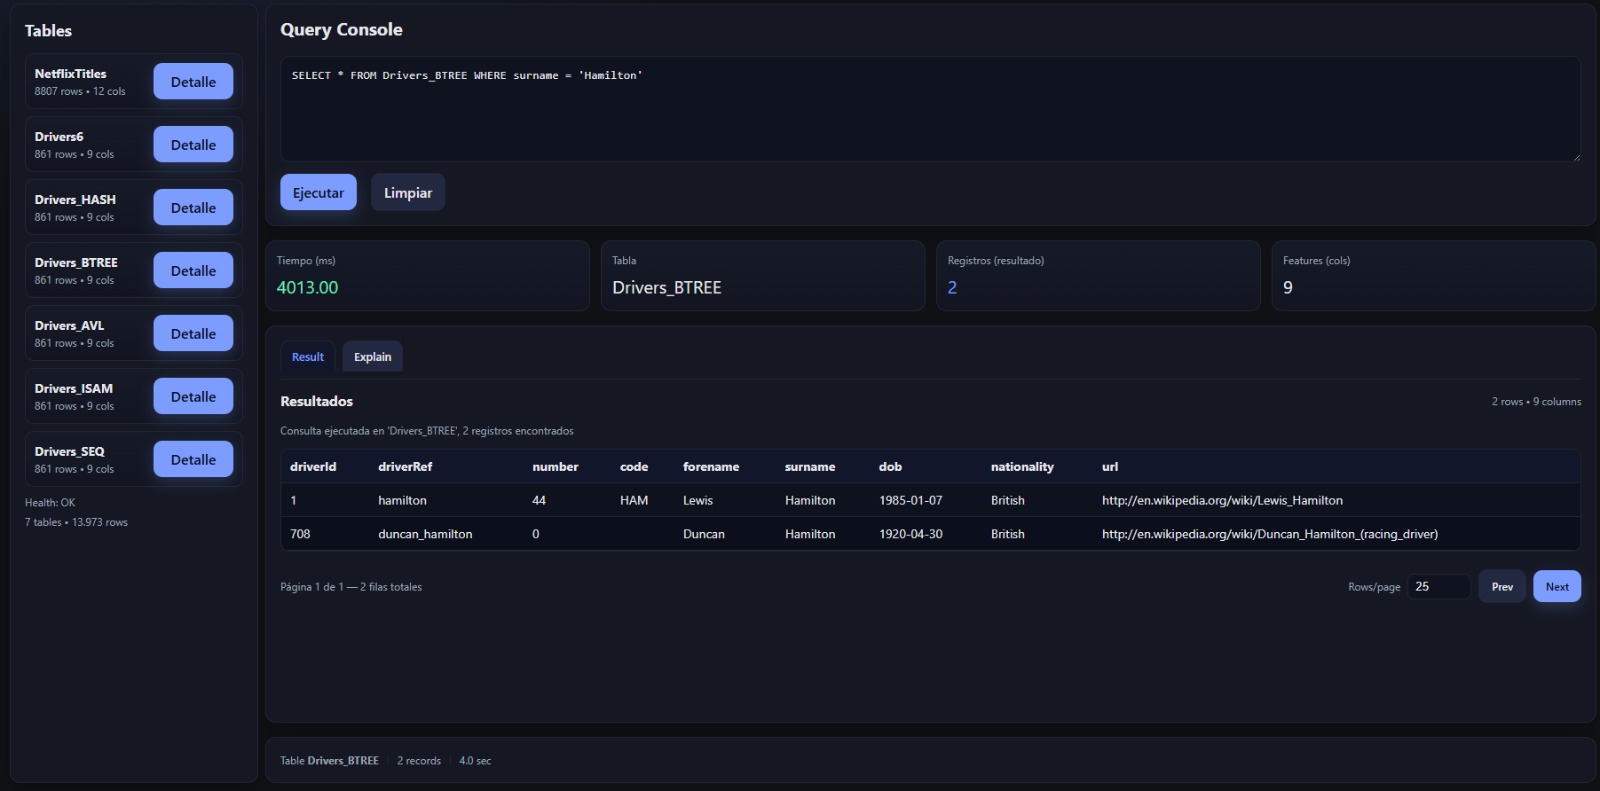 Tables
NetflixTitles
8807 rows • 12 cols
Detalle
Drivers6
861 rows • 9 cols
Detalle
Drivers_HASH
861 rows • 9 cols
Detalle
Drivers_BTREE
861 rows • 9 cols
Detalle
Drivers_AVL
861 rows • 9 cols
Detalle
Drivers_ISAM
861 rows • 9 cols
Detalle
Drivers_SEQ
861 rows • 9 cols
Detalle
Health: OK
7 tables • 13.973 rows
Query Console
SELECT * FROM Drivers_BTREE WHERE surname = 'Hamilton'
Ejecutar Limpiar
Tiempo (ms)
4013.00
Tabla
Drivers_BTREE
Registros (resultado)
2
Features (cols)
9
Result Explain
Resultados 2 rows • 9 columns
Consulta ejecutada en 'Drivers_BTREE', 2 registros encontrados
driverId driverRef number code forename surname dob nationality url
1 hamilton 44 HAM Lewis Hamilton 1985-01-07 British http://en.wikipedia.org/wiki/Lewis_Hamilton
708 duncan_hamilton 0 Duncan Hamilton 1920-04-30 British http://en.wikipedia.org/wiki/Duncan_Hamilton_(racing_driver)
Página 1 de 1 — 2 filas totales Rows/page 25 Prev Next
Table Drivers_BTREE 2 records 4.0 sec